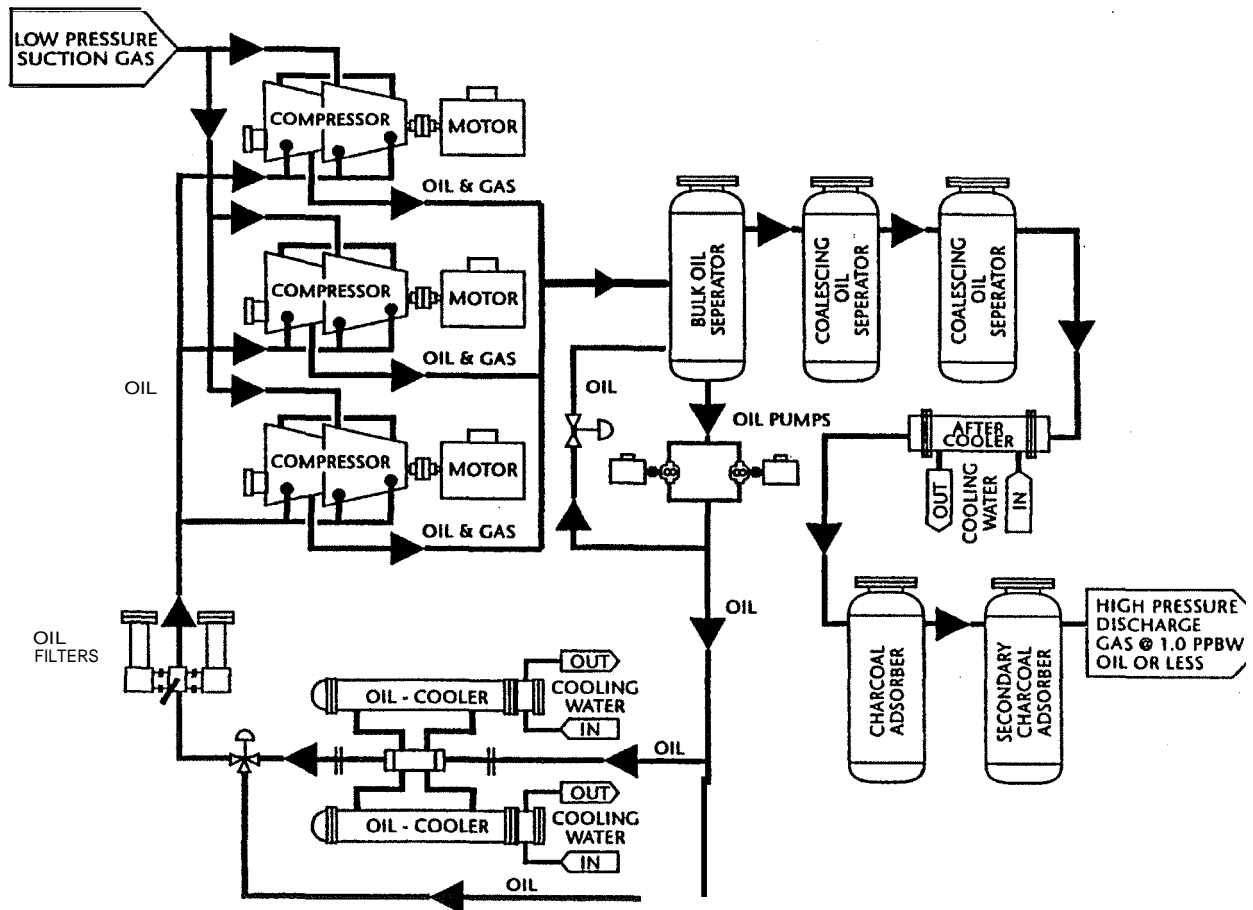 LOW PRESSURE
SUCTION GAS
COMPRESSOR
MOTOR
OIL & GAS
COMPRESSOR
MOTOR
OIL & GAS
COMPRESSOR
MOTOR
OIL & GAS
OIL
BULK OIL
SEPERATOR
COALESCING
OIL
SEPERATOR
COALESCING
OIL
SEPERATOR
OIL
OIL PUMPS
AFTER
COOLER
OUT
COOLING
WATER
IN
OIL
CHARCOAL
ADSORBER
SECONDARY
CHARCOAL
ADSORBER
HIGH PRESSURE
DISCHARGE
GAS @ 1.0 PPBW
OIL OR LESS
OIL
FILTERS
OIL - COOLER
OUT
COOLING
WATER
IN
OIL
OIL - COOLER
OUT
COOLING
WATER
IN
OIL